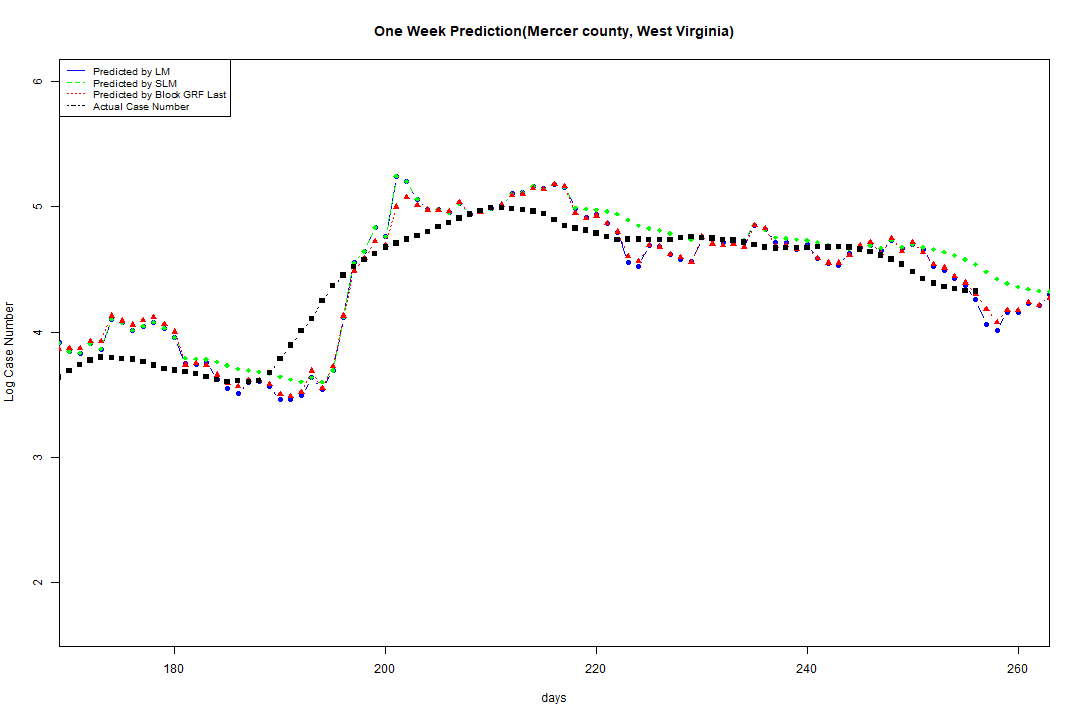 One Week Prediction(Mercer county, West Virginia)
Predicted by LM
Predicted by SLM
Predicted by Block GRF Last
Actual Case Number
Log Case Number
6
5
4
3
2
180 200 220 240 260
days